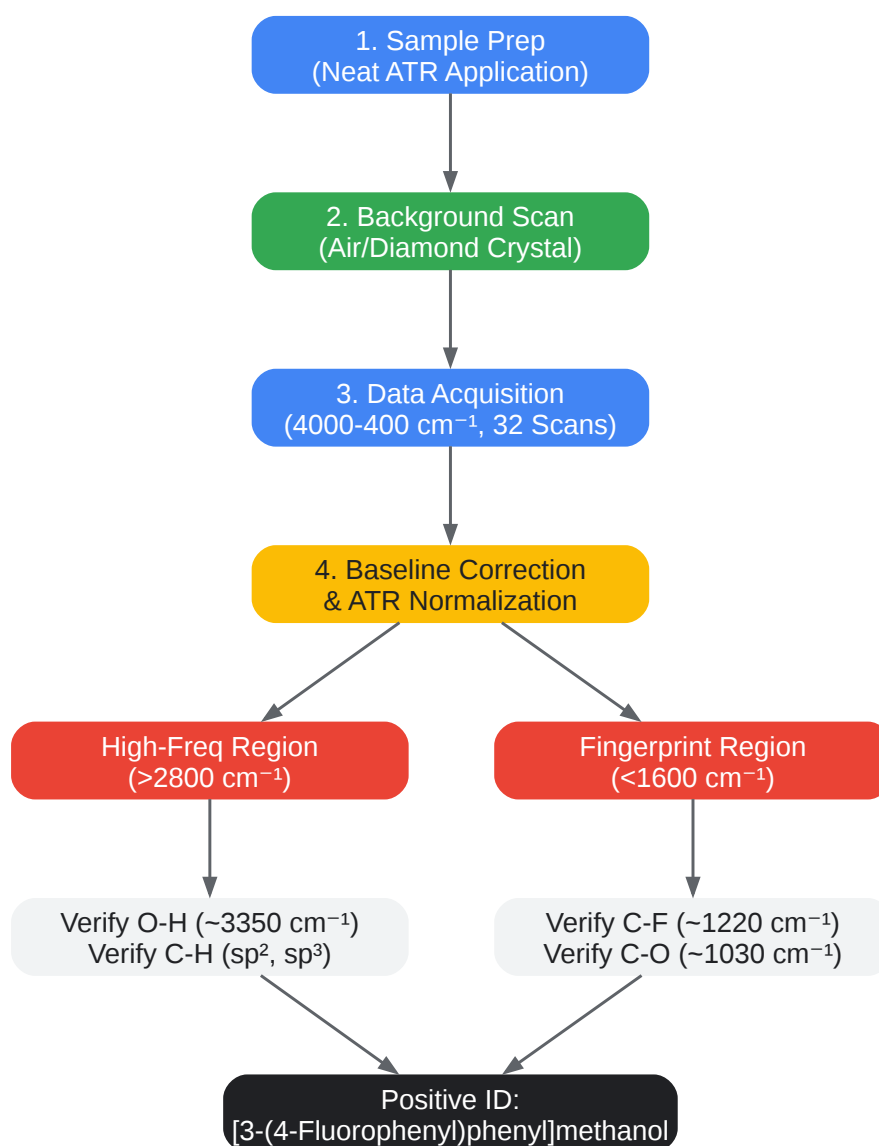 1. Sample Prep
(Neat ATR Application)
2. Background Scan
(Air/Diamond Crystal)
3. Data Acquisition
(4000-400 cm⁻¹, 32 Scans)
4. Baseline Correction
& ATR Normalization
High-Freq Region
(>2800 cm⁻¹)
Fingerprint Region
(<1600 cm⁻¹)
Verify O-H (~3350 cm⁻¹)
Verify C-H (sp², sp³)
Verify C-F (~1220 cm⁻¹)
Verify C-O (~1030 cm⁻¹)
Positive ID:
[3-(4-Fluorophenyl)phenyl]methanol